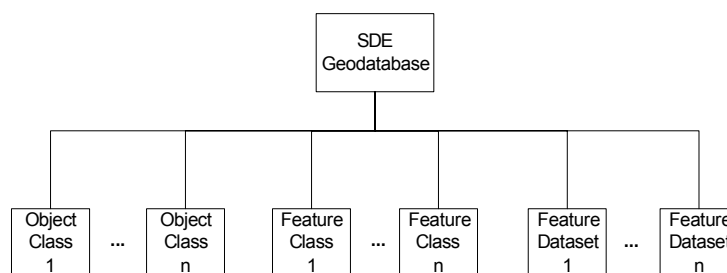 SDE
Geodatabase
Object
Class
1
...
Object
Class
n
Feature
Class
1
...
Feature
Class
n
Feature
Dataset
1
...
Feature
Dataset
n